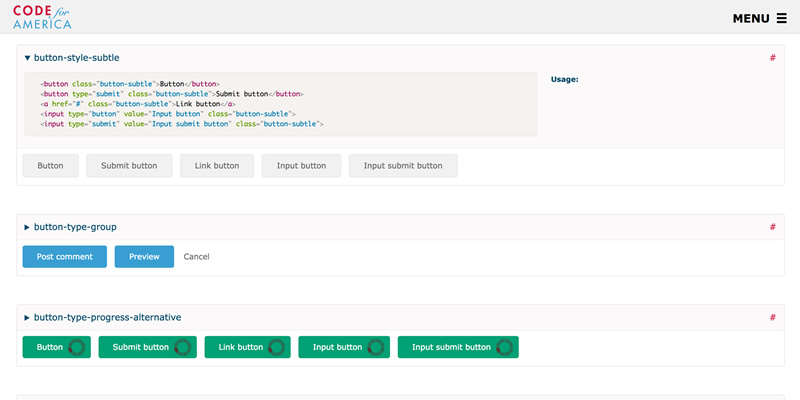 CODE for
AMERICA
MENU
button-style-subtle
#
<button class="button-subtle">Button</button>
<button type="submit" class="button-subtle">Submit button</button>
<a href="#" class="button-subtle">Link button</a>
<input type="button" value="Input button" class="button-subtle">
<input type="submit" value="Input submit button" class="button-subtle">
Usage:
Button Submit button Link button Input button Input submit button
button-type-group
#
Post comment Preview Cancel
button-type-progress-alternative
#
Button Submit button Link button Input button Input submit button